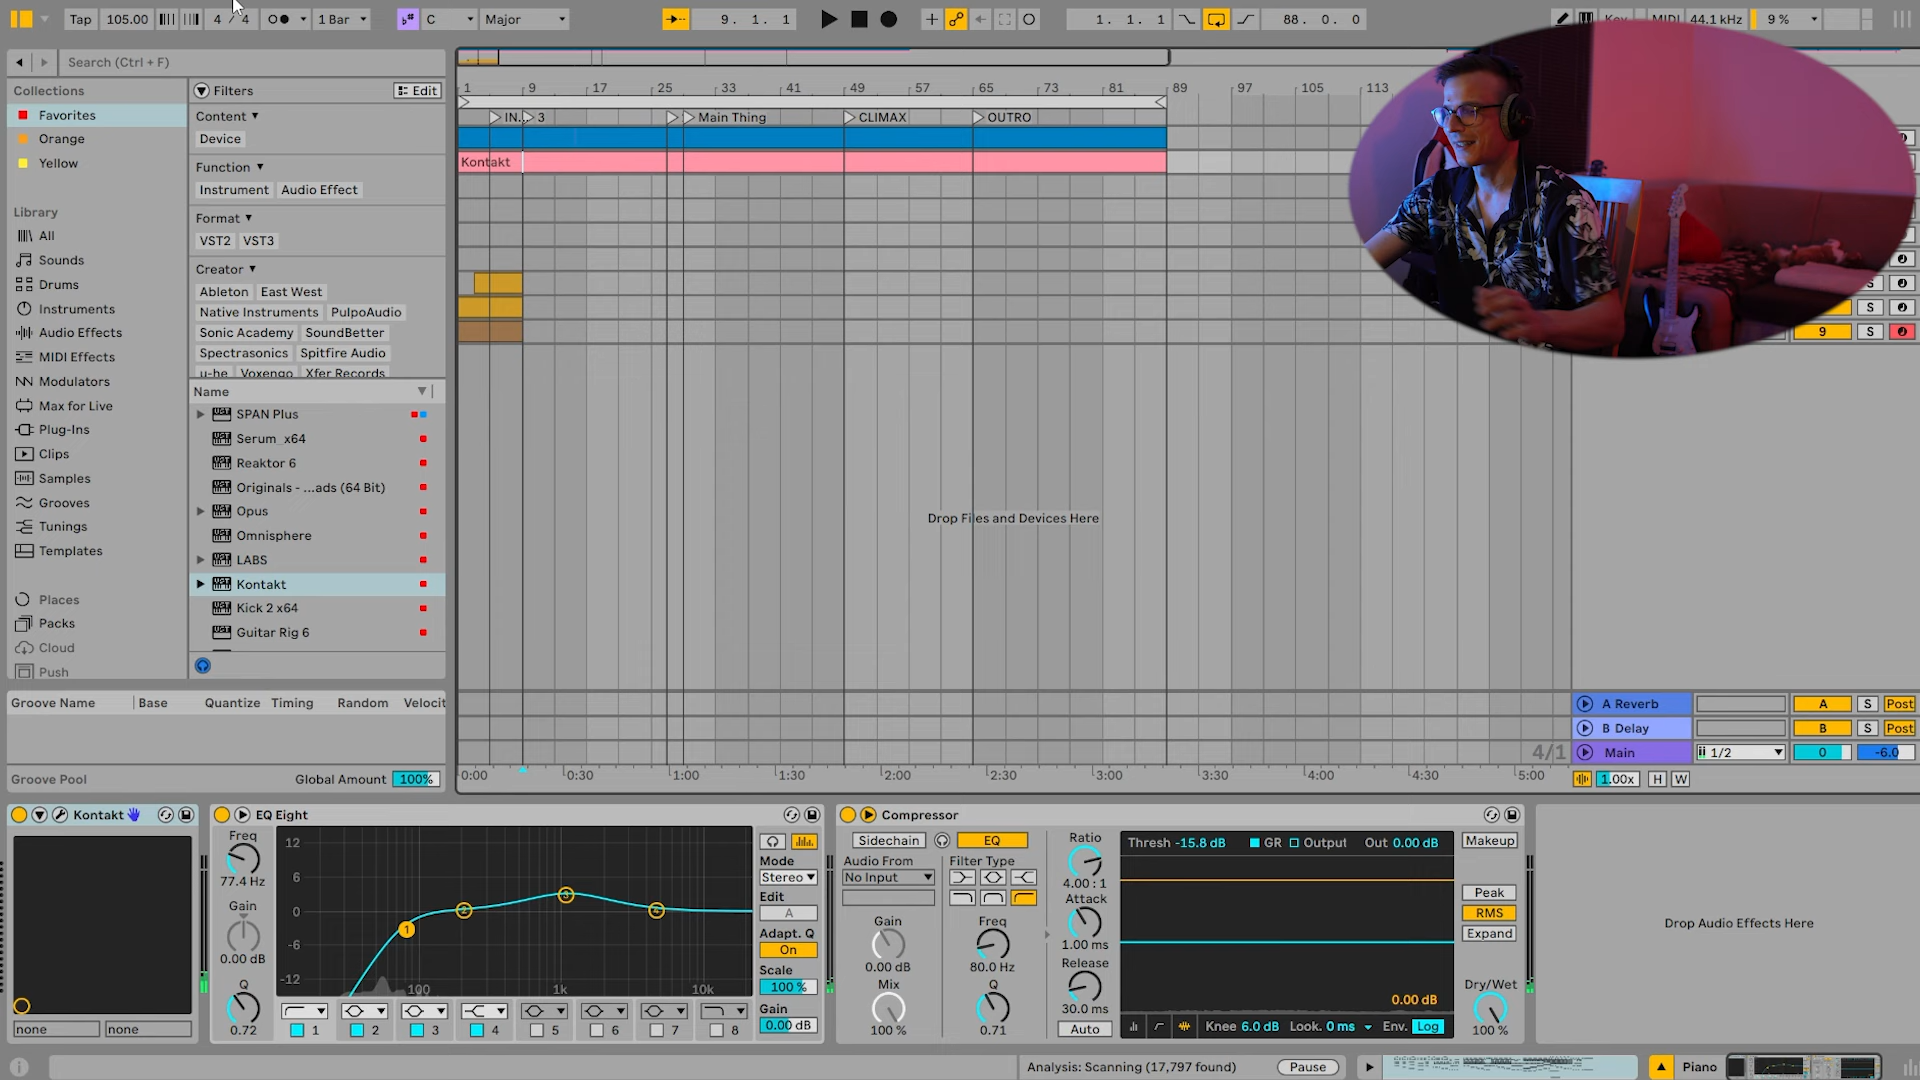 Tap 105.00 4 / 4 1 Bar C Major 9. 1. 1 1. 1. 1 88. 0. 0 Key MIDI 44.1 kHz 9 %
Search (Ctrl + F)
Collections
Favorites
Orange
Yellow
Library
All
Sounds
Drums
Instruments
Audio Effects
MIDI Effects
Modulators
Max for Live
Plug-Ins
Clips
Samples
Grooves
Tunings
Templates
Places
Packs
Cloud
Push
Filters Edit
Content
Device
Function
Instrument Audio Effect
Format
VST2 VST3
Creator
Ableton East West
Native Instruments PulpoAudio
Sonic Academy SoundBetter
Spectrasonics Spitfire Audio
u-he Voxengo Xfer Records
Name
SPAN Plus
Serum_x64
Reaktor 6
Originals - ...ads (64 Bit)
Opus
Omnisphere
LABS
Kontakt
Kick 2 x64
Guitar Rig 6
Groove Name Base Quantize Timing Random Velocit
Groove Pool Global Amount 100%
1 9 17 25 33 41 49 57 65 73 81 89 97 105 113
IN... 3 Main Thing CLIMAX OUTRO
Kontakt
S
S
9 S
Drop Files and Devices Here
A Reverb A S Post
B Delay B S Post
4/1 Main 1/2 0 -6.0
0:00 0:30 1:00 1:30 2:00 2:30 3:00 3:30 4:00 4:30 5:00
1.00x H W
Kontakt
none none
EQ Eight
Freq
77.4 Hz
Gain
0.00 dB
Q
0.72
12
6
0
-6
-12
100 1k 10k
1 2 3 4
1 2 3 4 5 6 7 8
Mode
Stereo
Edit
A
Adapt. Q
On
Scale
100 %
Gain
0.00 dB
Compressor
Sidechain EQ
Audio From Filter Type
No Input
Gain
0.00 dB
Mix
100 %
Freq
80.0 Hz
Q
0.71
Ratio
4.00 : 1
Attack
1.00 ms
Release
30.0 ms
Auto
Thresh -15.8 dB GR Output Out 0.00 dB
0.00 dB
Knee 6.0 dB Look. 0 ms Env. Log
Makeup
Peak
RMS
Expand
Dry/Wet
100 %
Drop Audio Effects Here
Analysis: Scanning (17,797 found) Pause Piano